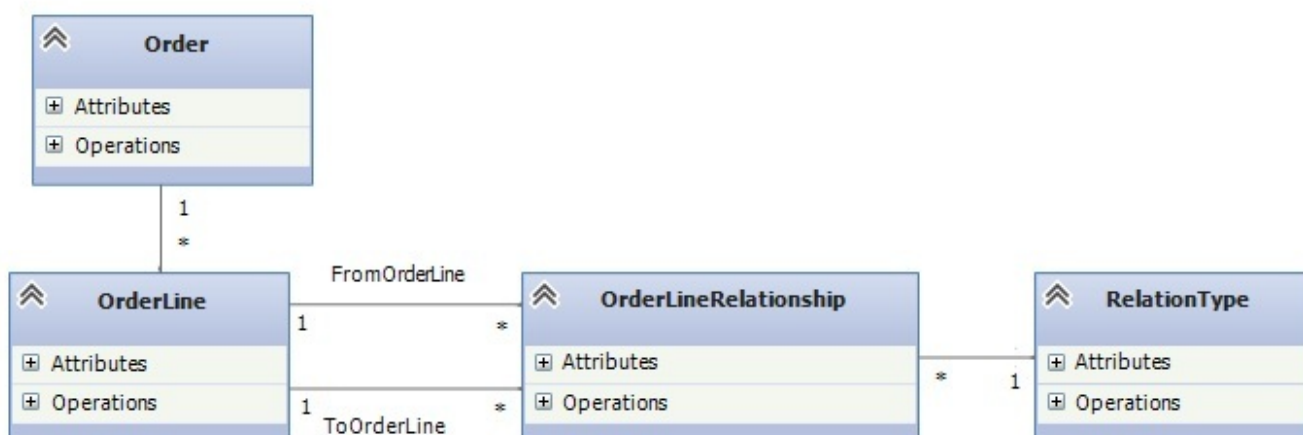 Order
Attributes
Operations
1
*
FromOrderLine
OrderLine
OrderLineRelationship
RelationType
1
*
Attributes
Attributes
Attributes
*
1
Operations
Operations
Operations
1
*
ToOrderLine